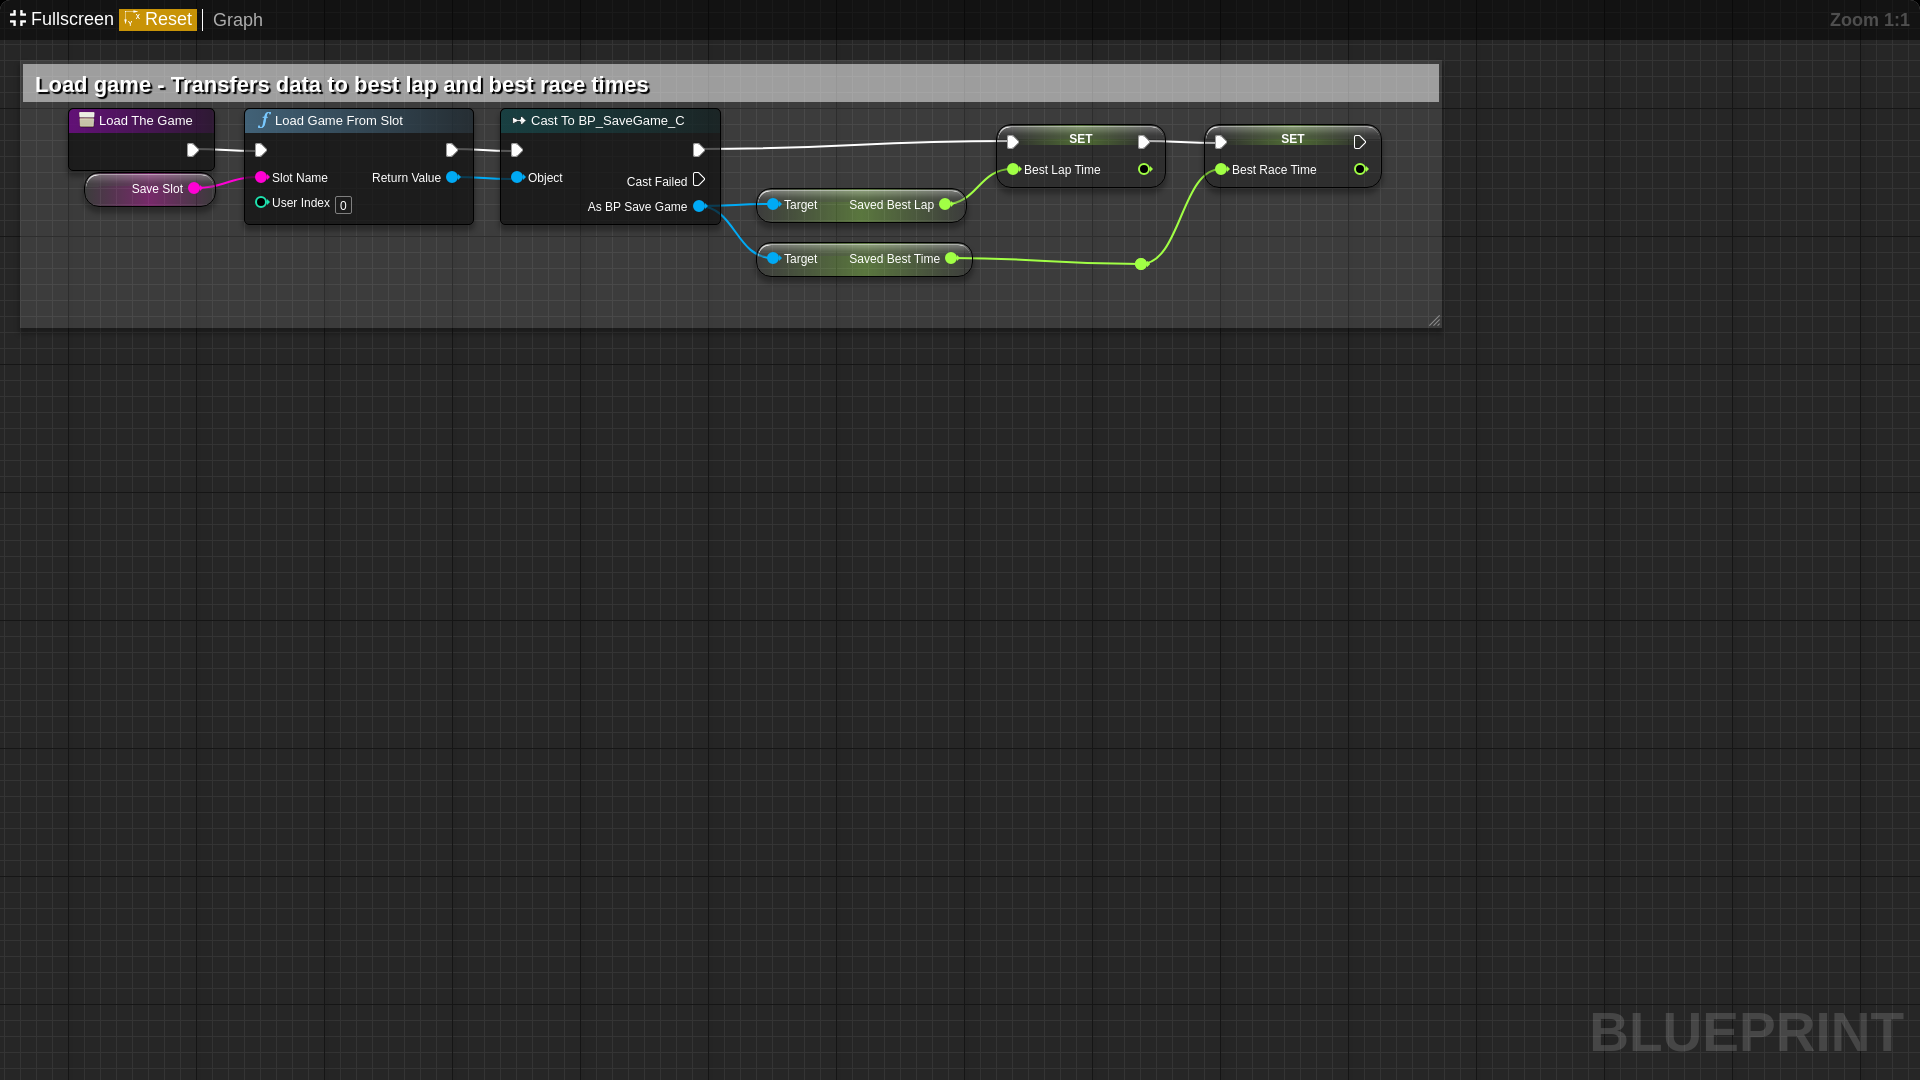 Fullscreen Reset Graph Zoom 1:1
Load game - Transfers data to best lap and best race times
Load The Game
Save Slot
Load Game From Slot
Slot Name Return Value
User Index 0
Cast To BP_SaveGame_C
Object
Cast Failed
As BP Save Game
Target Saved Best Lap
Target Saved Best Time
SET
Best Lap Time
SET
Best Race Time
BLUEPRINT